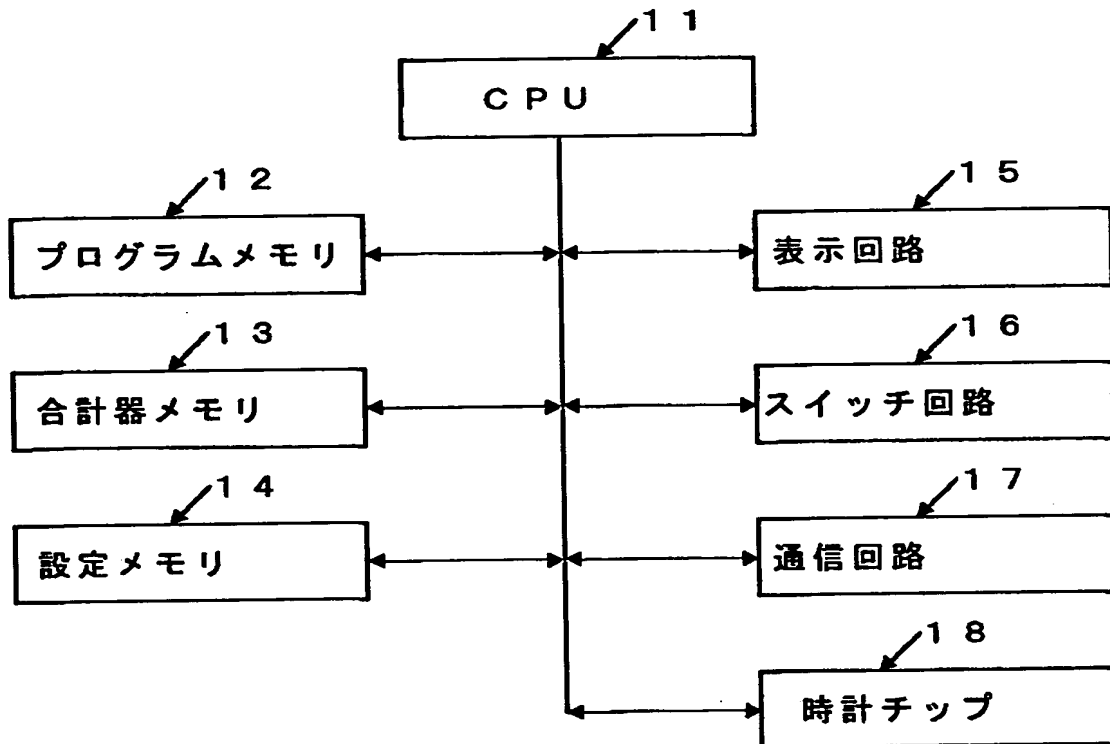 １１
ＣＰＵ
１２
プログラムメモリ
１５
表示回路
１３
合計器メモリ
１６
スイッチ回路
１４
設定メモリ
１７
通信回路
１８
時計チップ